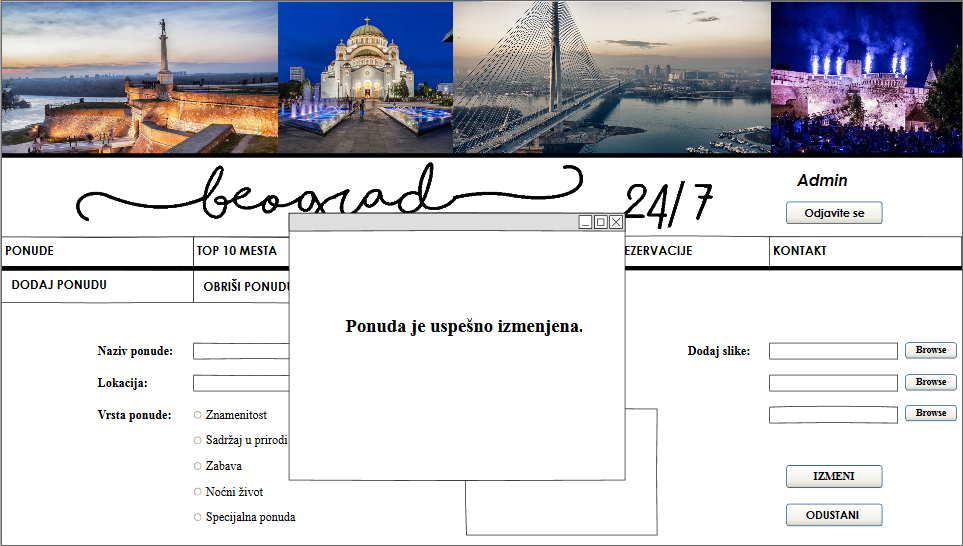 beograd 24/7
Admin
Odjavite se
PONUDE
TOP 10 MESTA
EZERVACIJE
KONTAKT
DODAJ PONUDU
OBRIŠI PONUDU
Ponuda je uspešno izmenjena.
Naziv ponude:
Dodaj slike:
Browse
Lokacija:
Browse
Vrsta ponude:
Znamenitost
Browse
Sadržaj u prirodi
Zabava
IZMENI
Noćni život
Specijalna ponuda
ODUSTANI